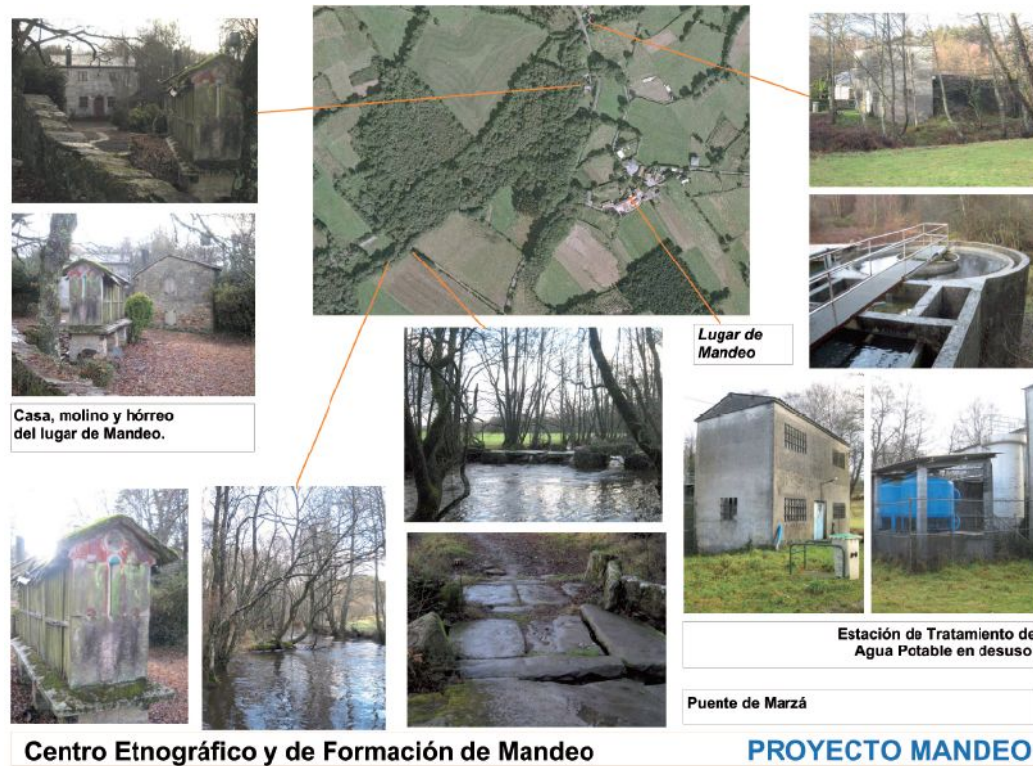 Lugar de
Mandeo
Casa, molino y hórreo
del lugar de Mandeo.
Estación de Tratamiento de
Agua Potable en desuso
Puente de Marzá
Centro Etnográfico y de Formación de Mandeo
PROYECTO MANDEO